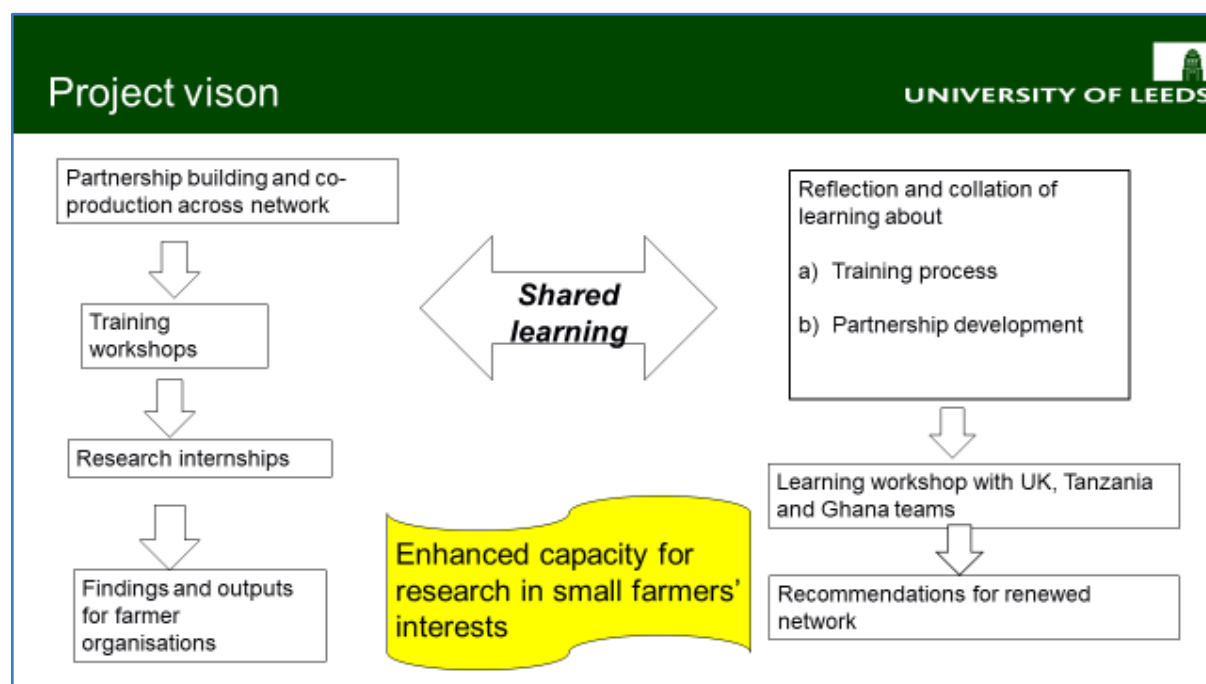 Project vison
UNIVERSITY OF LEEDS
Partnership building and co-
production across network
Training
workshops
Research internships
Findings and outputs
for farmer
organisations
Shared
learning
Enhanced capacity for
research in small farmers’
interests
Reflection and collation of
learning about
a) Training process
b) Partnership development
Learning workshop with UK, Tanzania
and Ghana teams
Recommendations for renewed
network